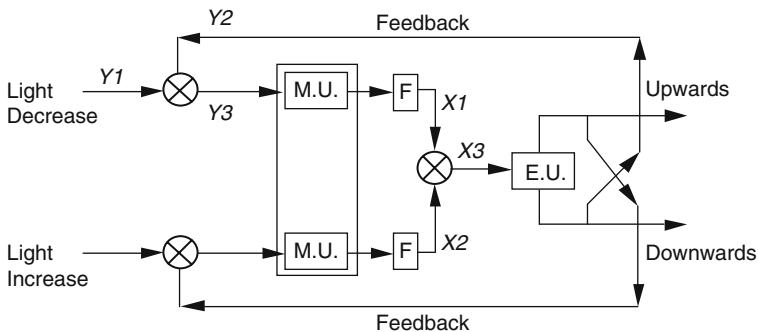 Y2
Feedback
Light
Decrease
Y1
Y3
M.U.
F
X1
Upwards
X3
E.U.
Light
Increase
M.U.
F
X2
Downwards
Feedback